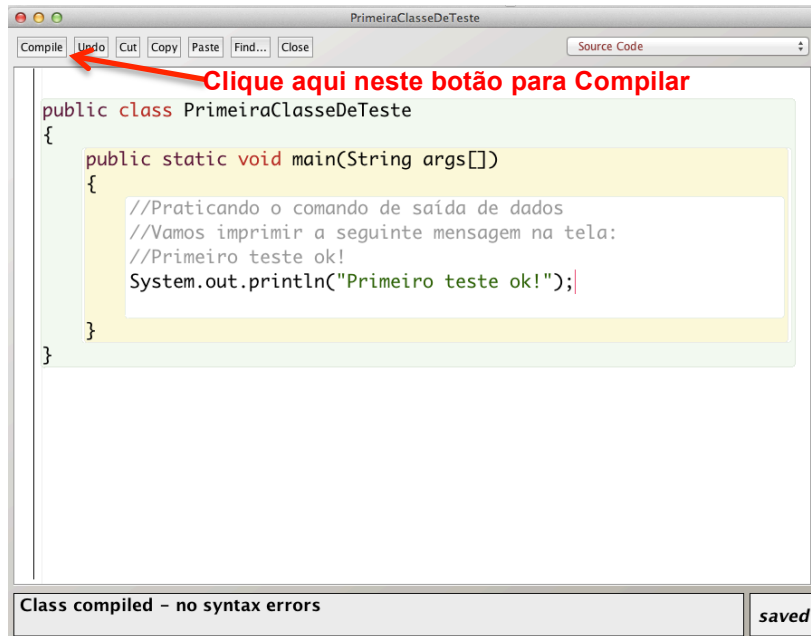 PrimeiraClasseDeTeste
Compile Undo Cut Copy Paste Find... Close Source Code
Clique aqui neste botão para Compilar
public class PrimeiraClasseDeTeste
{
public static void main(String args[])
{
//Praticando o comando de saída de dados
//Vamos imprimir a seguinte mensagem na tela:
//Primeiro teste ok!
System.out.println("Primeiro teste ok!");
}
}
Class compiled – no syntax errors
saved